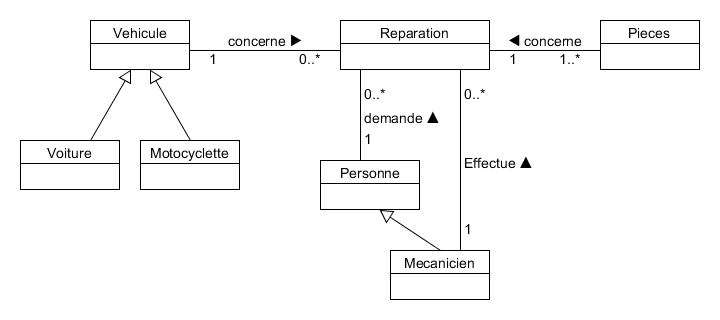 Vehicule
concerne ▶
1
0..*
Reparation
◀ concerne
1
1..*
Pieces
0..*
demande ▲
1
0..*
Effectue ▲
1
Voiture
Motocyclette
Personne
Mecanicien